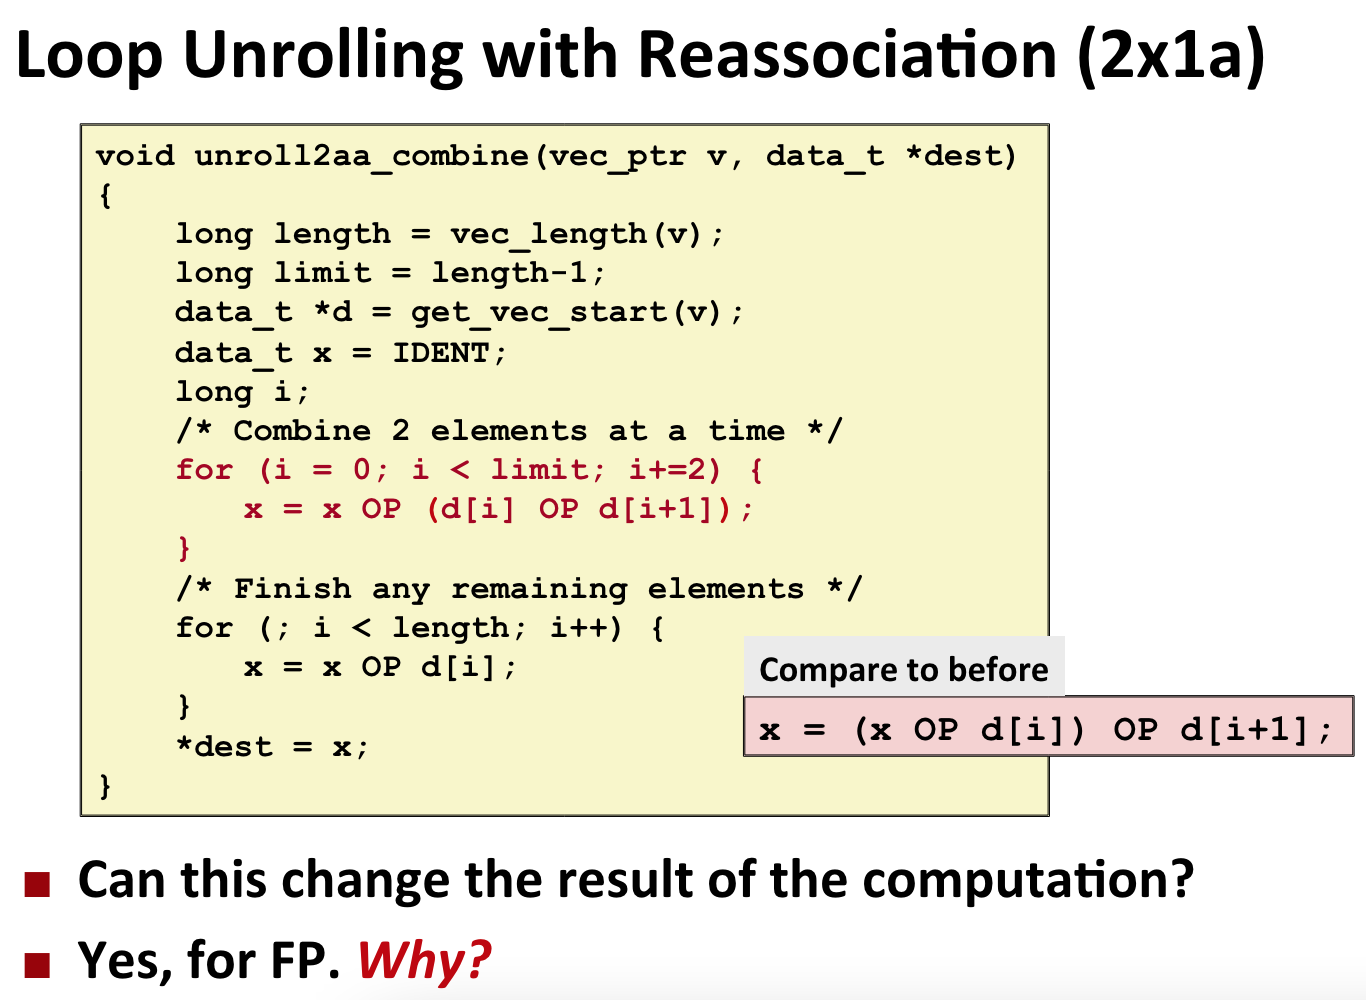 Loop Unrolling with Reassociation (2x1a)
void unroll2aa_combine(vec_ptr v, data_t *dest)
{
    long length = vec_length(v);
    long limit = length-1;
    data_t *d = get_vec_start(v);
    data_t x = IDENT;
    long i;
    /* Combine 2 elements at a time */
    for (i = 0; i < limit; i+=2) {
       x = x OP (d[i] OP d[i+1]);
    }
    /* Finish any remaining elements */
    for (; i < length; i++) {
       x = x OP d[i];
    }
    *dest = x;
}
Compare to before
x = (x OP d[i]) OP d[i+1];
■ Can this change the result of the computation?
■ Yes, for FP. Why?